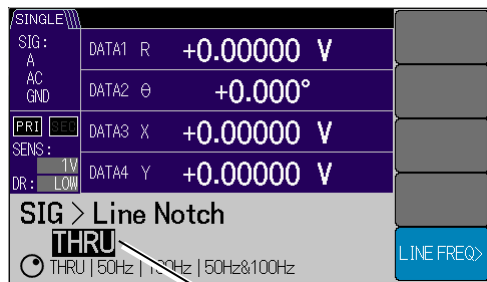 SINGLE
SIG:
A
AC
GND
DATA1 R +0.00000 V
DATA2 θ +0.000°
PRI SEC
SENS:
1V
DR: LOW
DATA3 X +0.00000 V
DATA4 Y +0.00000 V
SIG > Line Notch
THRU
THRU | 50Hz | 100Hz | 50Hz&100Hz
LINE FREQ>